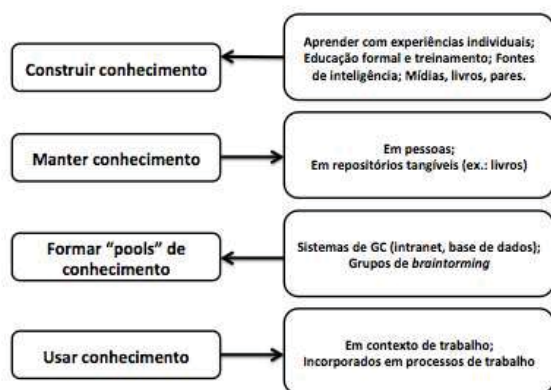 Construir conhecimento
Aprender com experiências individuais;
Educação formal e treinamento; Fontes
de inteligência; Mídias, livros, pares.
Manter conhecimento
Em pessoas;
Em repositórios tangíveis (ex.: livros)
Formar “pools” de
conhecimento
Sistemas de GC (intranet, base de dados);
Grupos de braintorming
Usar conhecimento
Em contexto de trabalho;
Incorporados em processos de trabalho